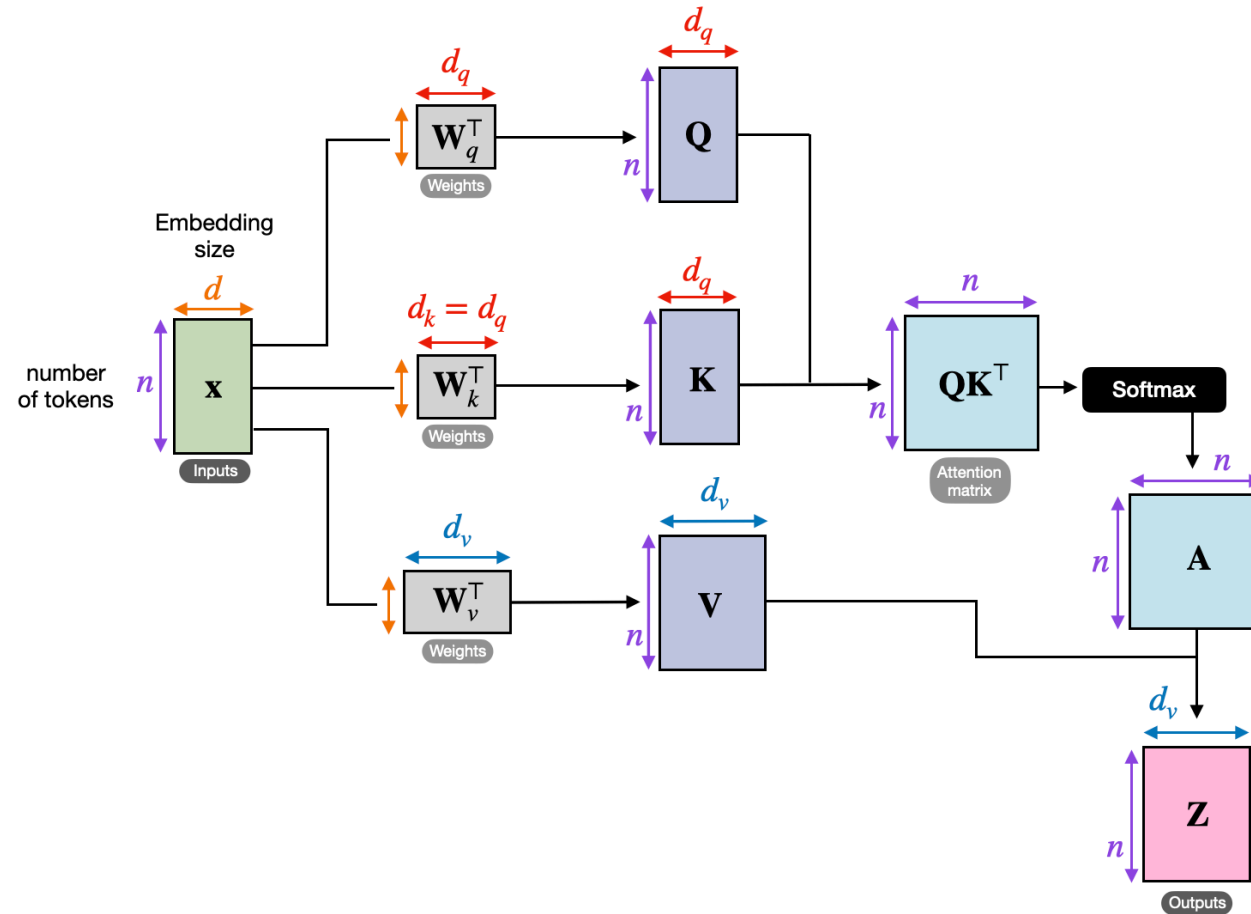 d_q
d_q
W_q^⊤
Q
n
Weights
Embedding
size
d
d_k = d_q
d_q
n
number
of tokens
n
x
W_k^⊤
K
n
QK^⊤
n
Softmax
Inputs
Weights
Attention
matrix
n
d_v
d_v
W_v^⊤
V
n
n
A
Weights
d_v
Z
n
Outputs